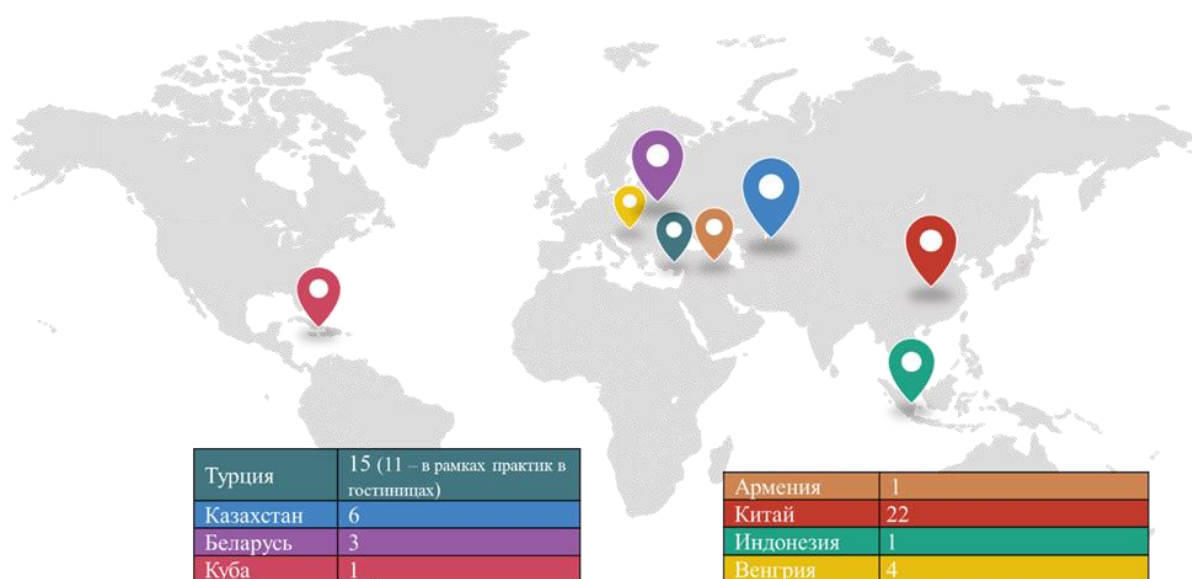 Турция 15 (11 – в рамках практик в
гостиницах)
Казахстан 6
Беларусь 3
Куба 1
Армения 1
Китай 22
Индонезия 1
Венгрия 4